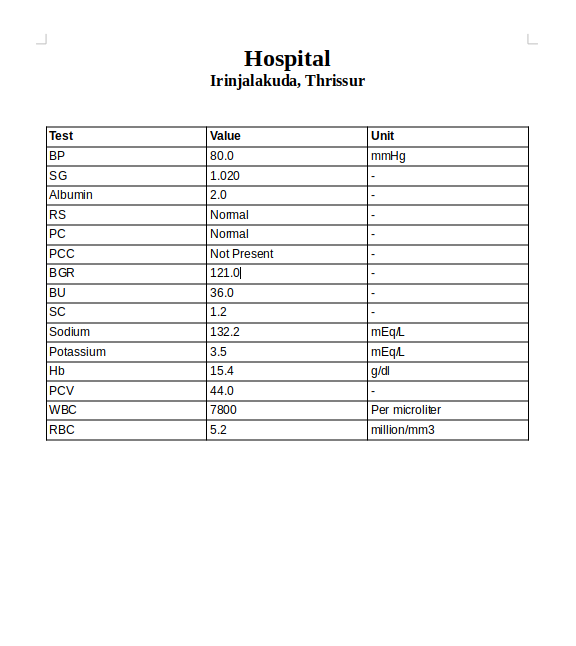 Hospital
Irinjalakuda, Thrissur
Test Value Unit
BP 80.0 mmHg
SG 1.020 -
Albumin 2.0 -
RS Normal -
PC Normal -
PCC Not Present -
BGR 121.0 -
BU 36.0 -
SC 1.2 -
Sodium 132.2 mEq/L
Potassium 3.5 mEq/L
Hb 15.4 g/dl
PCV 44.0 -
WBC 7800 Per microliter
RBC 5.2 million/mm3